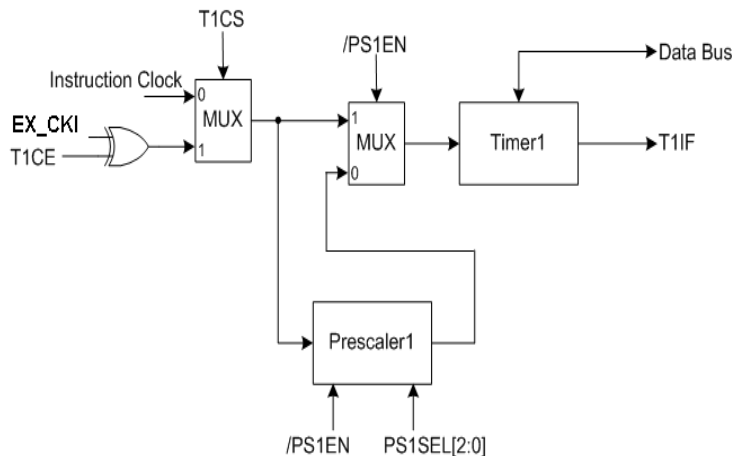 T1CS
/PS1EN
Data Bus
Instruction Clock
0
MUX
EX_CKI
T1CE
1
1
MUX
0
Timer1
T1IF
Prescaler1
/PS1EN
PS1SEL[2:0]